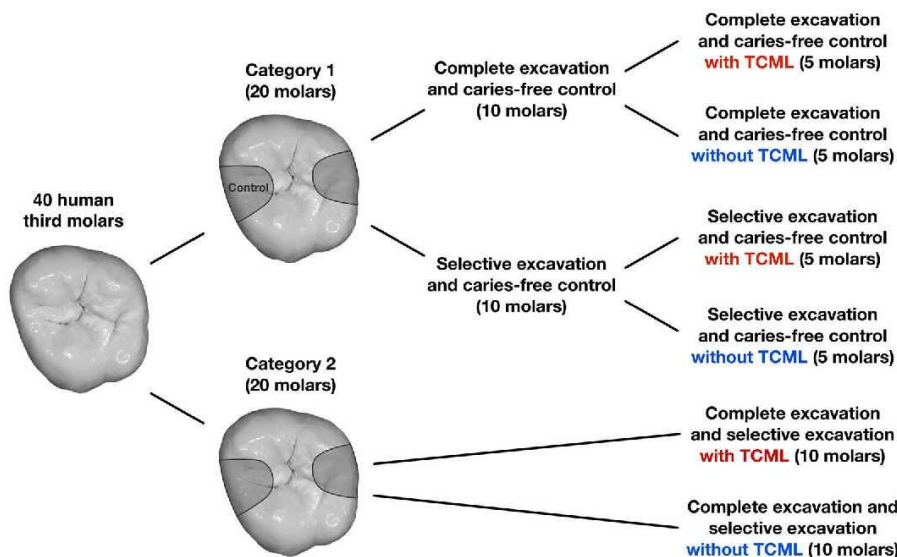 40 human
third molars
Category 1
(20 molars)
Control
Complete excavation
and caries-free control
(10 molars)
Selective excavation
and caries-free control
(10 molars)
Complete excavation
and caries-free control
with TCML (5 molars)
Complete excavation
and caries-free control
without TCML (5 molars)
Selective excavation
and caries-free control
with TCML (5 molars)
Selective excavation
and caries-free control
without TCML (5 molars)
Category 2
(20 molars)
Complete excavation
and selective excavation
with TCML (10 molars)
Complete excavation and
selective excavation
without TCML (10 molars)